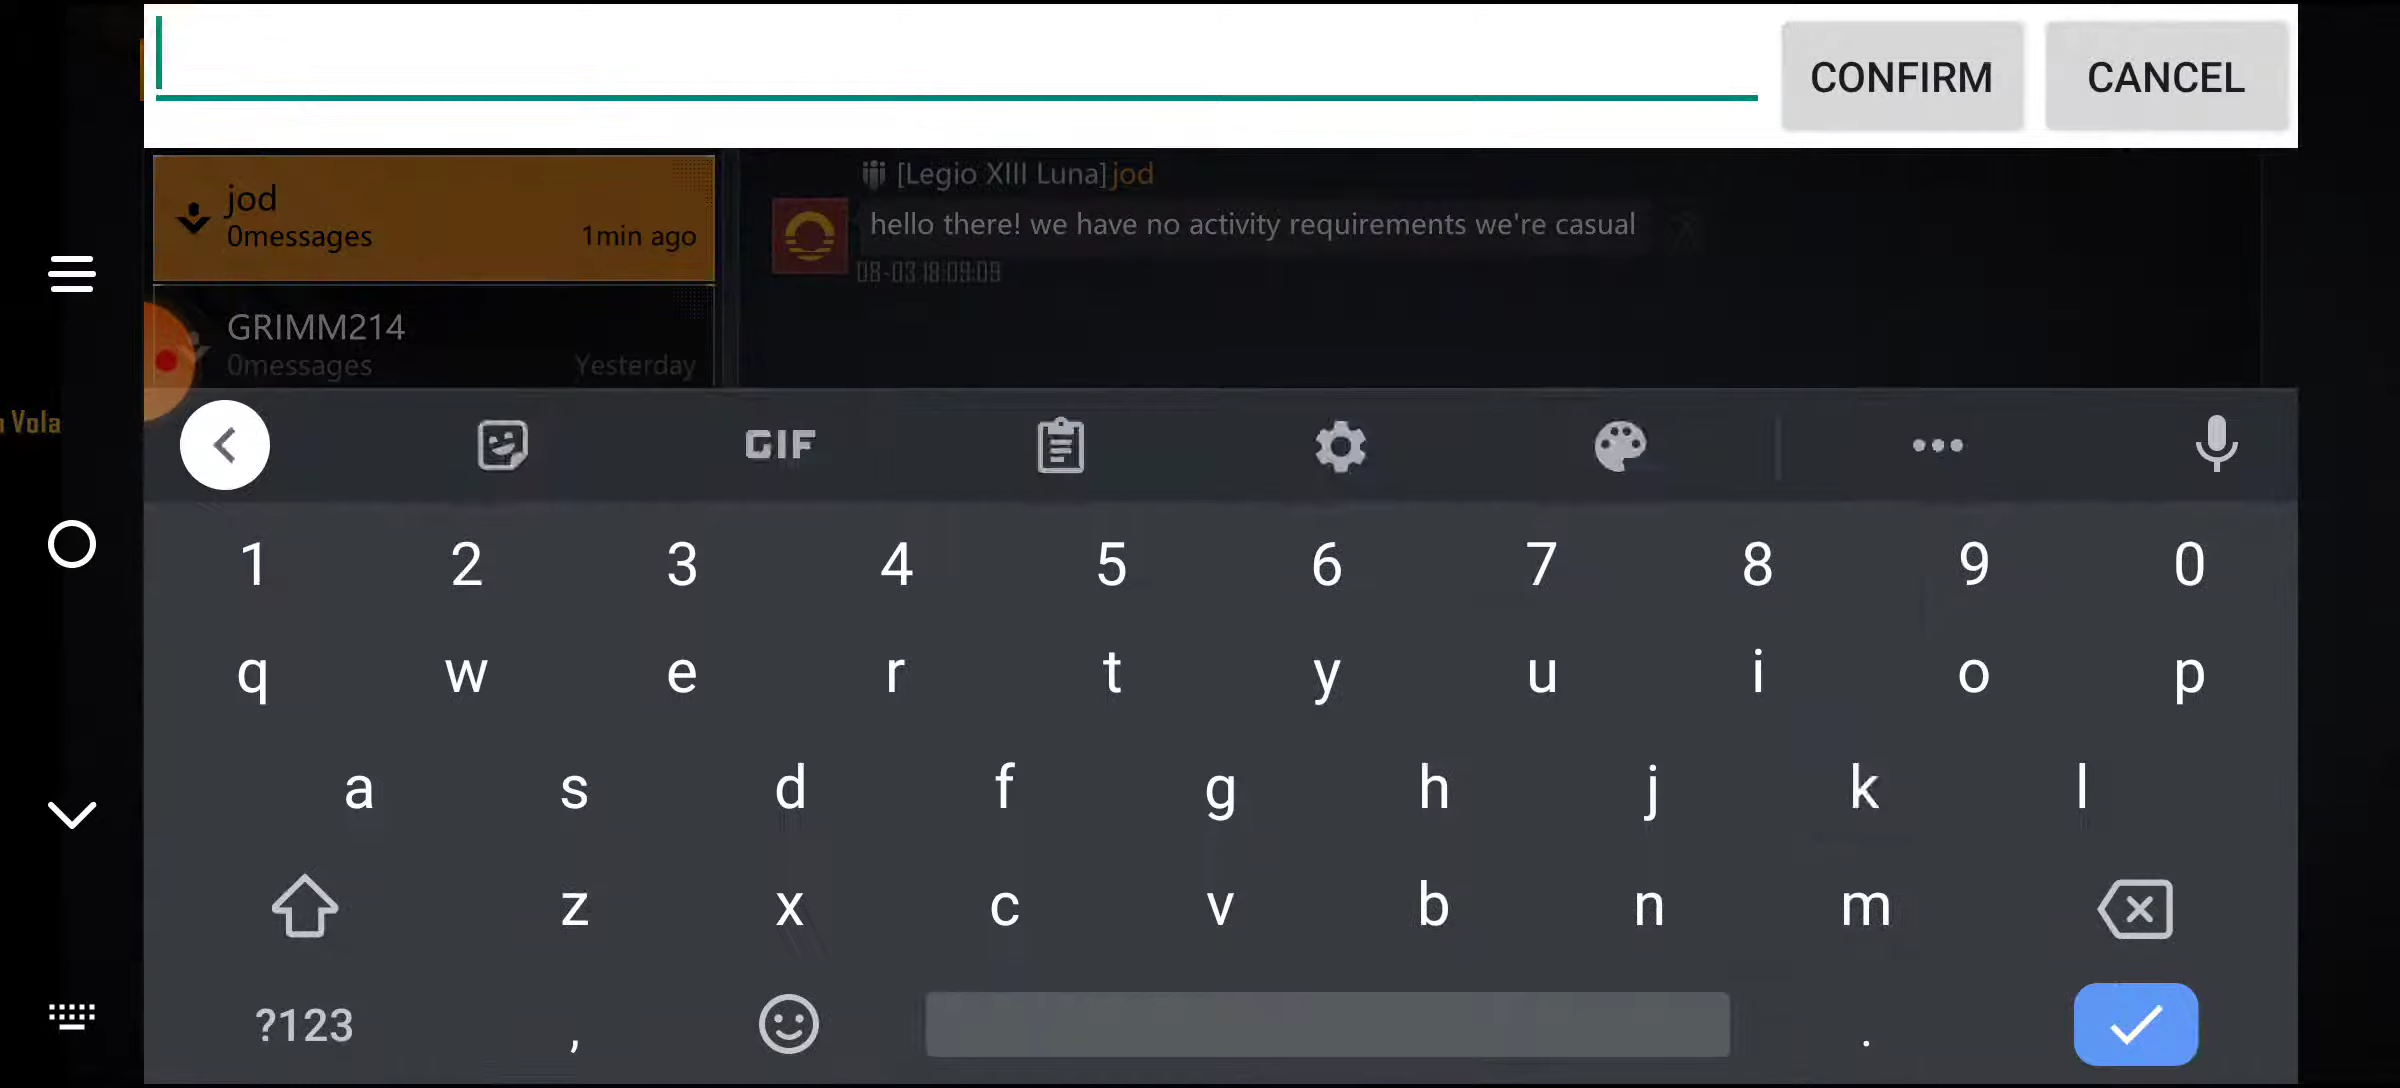 CONFIRM CANCEL
jod
0messages 1min ago
[Legio XIII Luna]jod
hello there! we have no activity requirements we're casual
08-03 18:09:09
GRIMM214
0messages Yesterday
Vola
GIF
1 2 3 4 5 6 7 8 9 0
q w e r t y u i o p
a s d f g h j k l
z x c v b n m
?123 , .